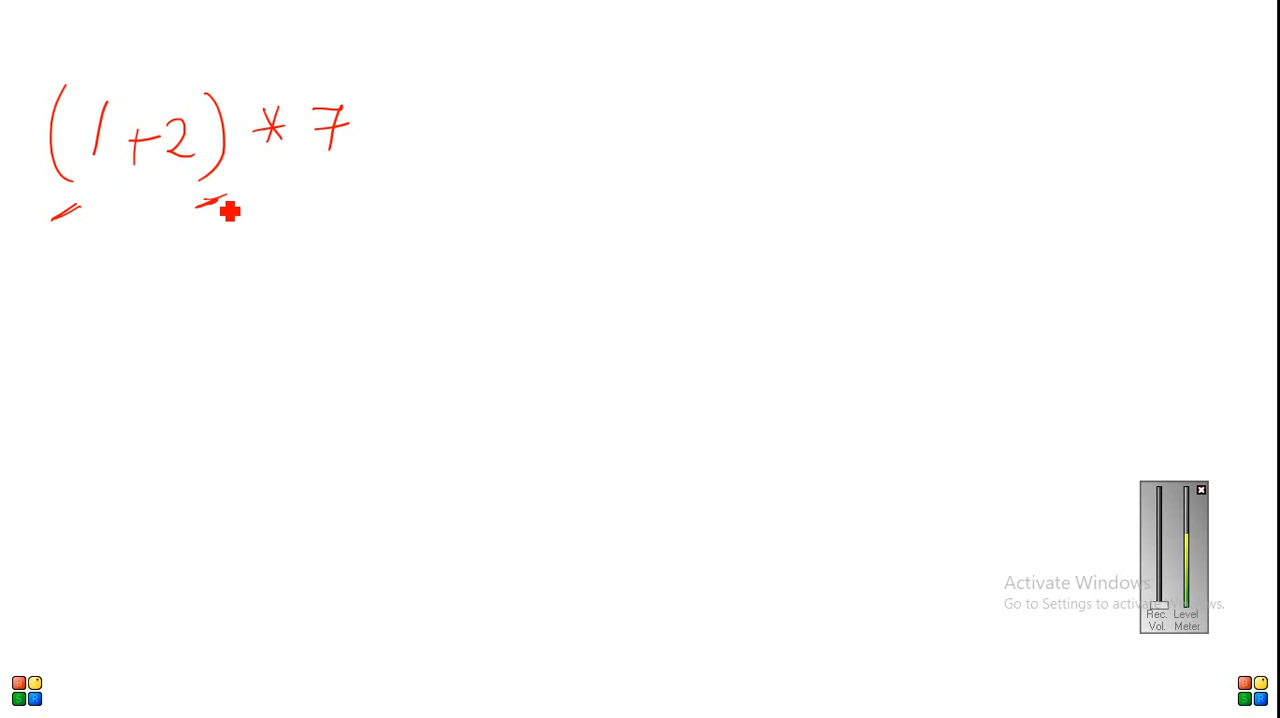 (1+2) * 7
Activate Windows
Go to Settings to activate Windows.
Rec. Level
Vol. Meter